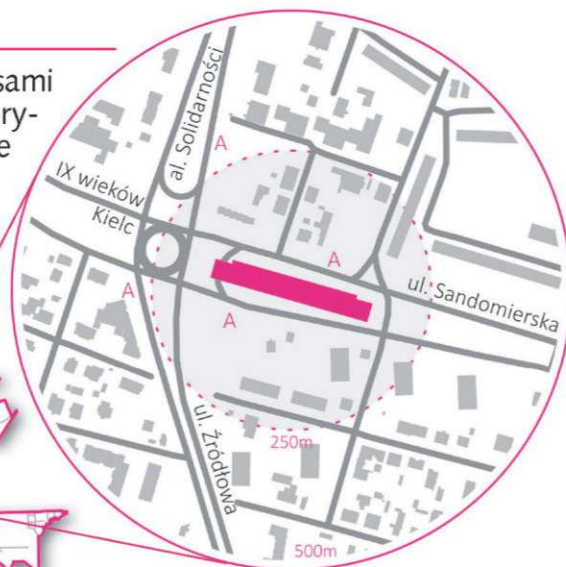 sami
ry-
e
al. Solidarności
A
IX wieków
Kielc
A
ul. Sandomierska
A
A
250m
ul. Źródłowa
500m